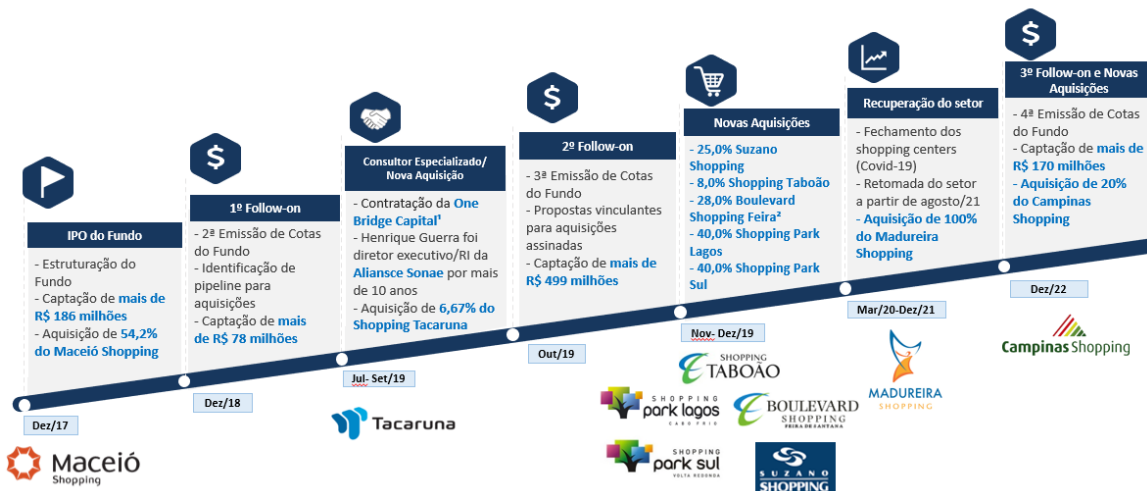 IPO do Fundo
- Estruturação do
Fundo
- Captação de mais de
R$ 186 milhões
- Aquisição de 54,2%
do Maceió Shopping
Dez/17
Maceió
Shopping
$
1º Follow-on
- 2ª Emissão de Cotas
do Fundo
- Identificação de
pipeline para
aquisições
- Captação de mais
de R$ 78 milhões
Dez/18
Consultor Especializado/
Nova Aquisição
- Contratação da One
Bridge Capital¹
- Henrique Guerra foi
diretor executivo/RI da
Aliansce Sonae por mais
de 10 anos
- Aquisição de 6,67% do
Shopping Tacaruna
Jul- Set/19
Tacaruna
$
2º Follow-on
- 3ª Emissão de Cotas
do Fundo
- Propostas vinculantes
para aquisições
assinadas
- Captação de mais de
R$ 499 milhões
Out/19
Novas Aquisições
- 25,0% Suzano
Shopping
- 8,0% Shopping Taboão
- 28,0% Boulevard
Shopping Feira²
- 40,0% Shopping Park
Lagos
- 40,0% Shopping Park
Sul
Nov- Dez/19
SHOPPING
TABOÃO
SHOPPING
park lagos
CABO FRIO
BOULEVARD
SHOPPING
FEIRA DE SANTANA
SHOPPING
park sul
VOLTA REDONDA
SUZANO
SHOPPING
Recuperação do setor
- Fechamento dos
shopping centers
(Covid-19)
- Retomada do setor
a partir de agosto/21
- Aquisição de 100%
do Madureira
Shopping
Mar/20-Dez/21
MADUREIRA
SHOPPING
$
3º Follow-on e Novas
Aquisições
- 4ª Emissão de Cotas
do Fundo
- Captação de mais de
R$ 170 milhões
- Aquisição de 20%
do Campinas
Shopping
Dez/22
Campinas Shopping